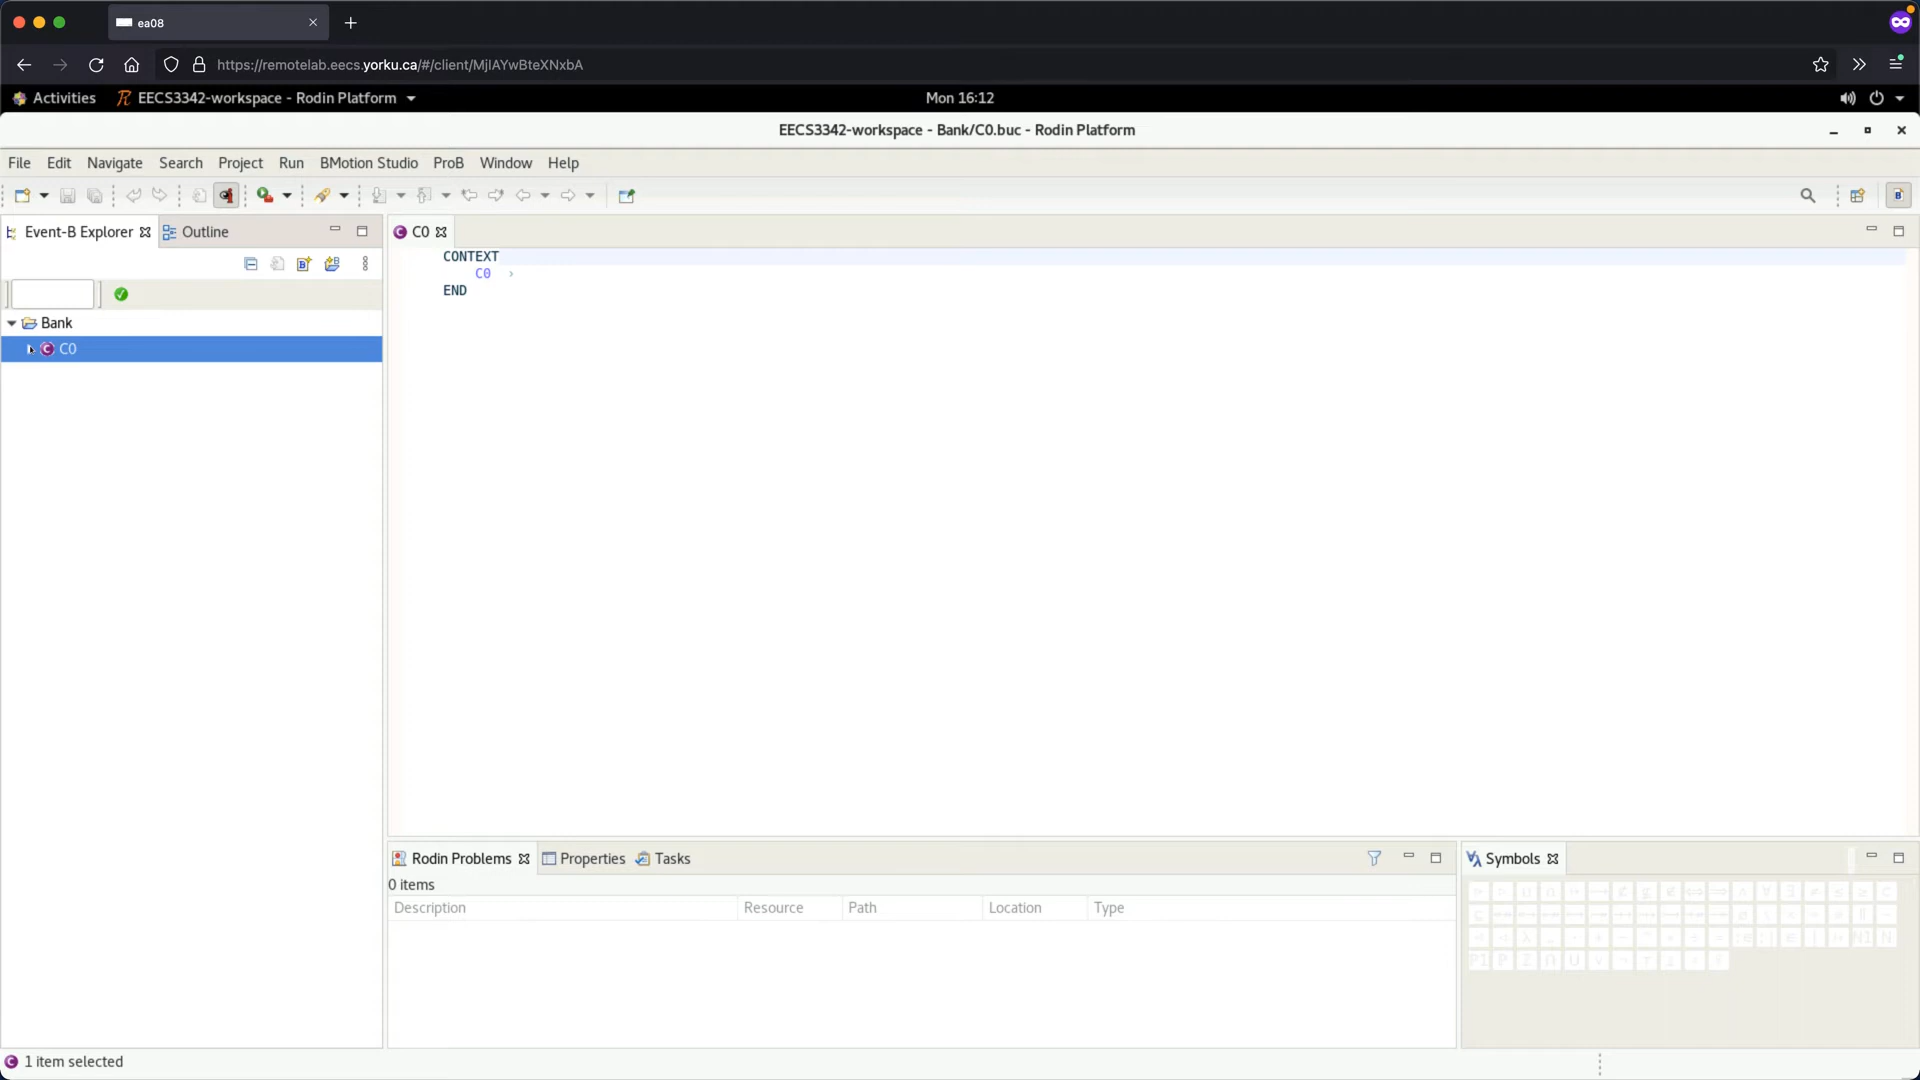 ea08
https://remotelab.eecs.yorku.ca/#/client/MjIAYwBteXNxbA
Activities EECS3342-workspace - Rodin Platform Mon 16:12
EECS3342-workspace - Bank/C0.buc - Rodin Platform
File Edit Navigate Search Project Run BMotion Studio ProB Window Help
Event-B Explorer Outline C0
CONTEXT
C0 ›
END
Bank
C0
Rodin Problems Properties Tasks Symbols
0 items
Description Resource Path Location Type
1 item selected